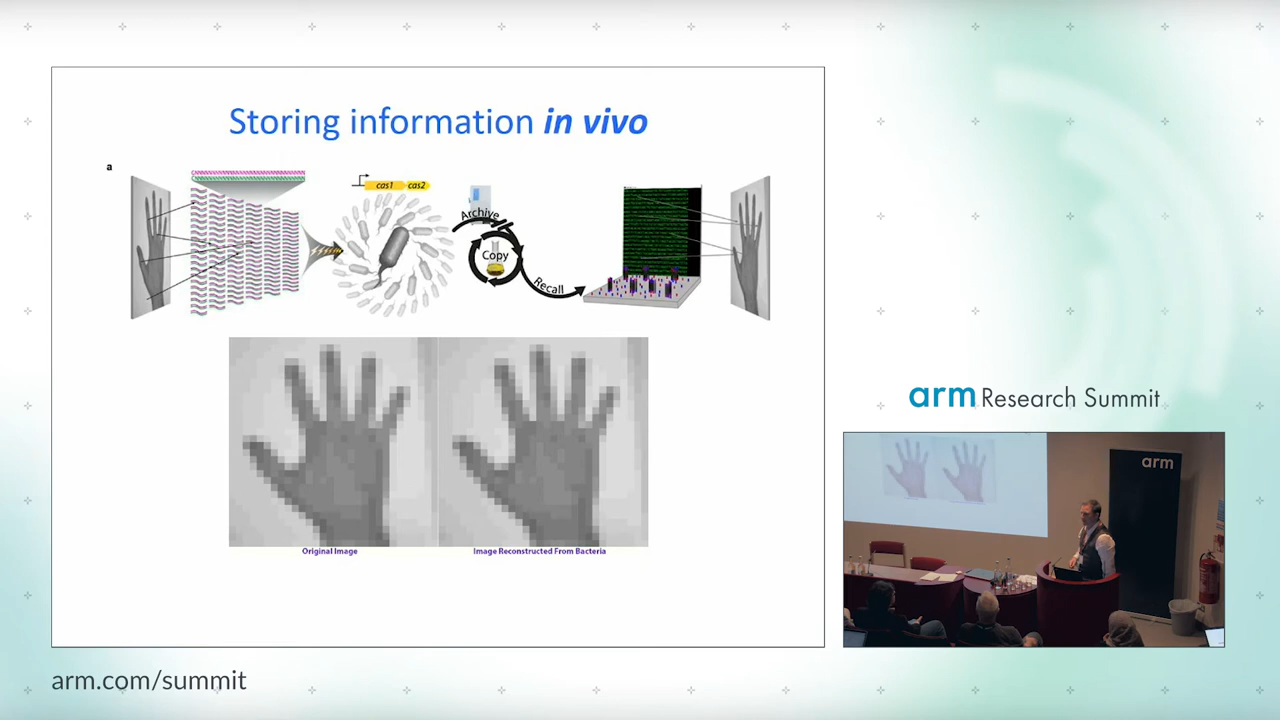 Storing information in vivo
a
cas1 cas2
Archive
Copy
Recall
Original Image
Image Reconstructed From Bacteria
arm Research Summit
arm
arm.com/summit